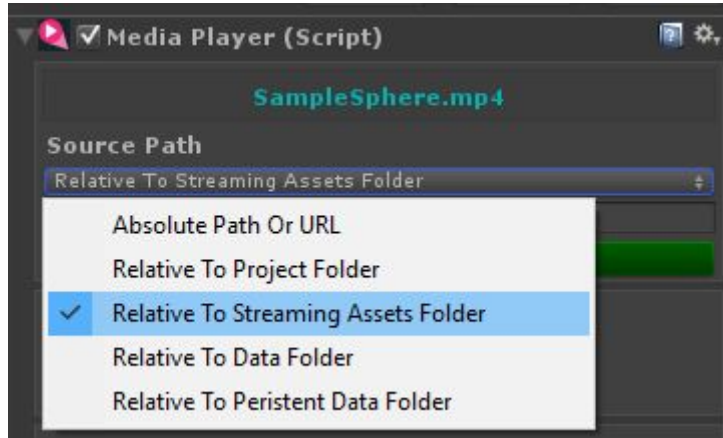 Media Player (Script)
SampleSphere.mp4
Source Path
Relative To Streaming Assets Folder
Absolute Path Or URL
Relative To Project Folder
Relative To Streaming Assets Folder
Relative To Data Folder
Relative To Peristent Data Folder